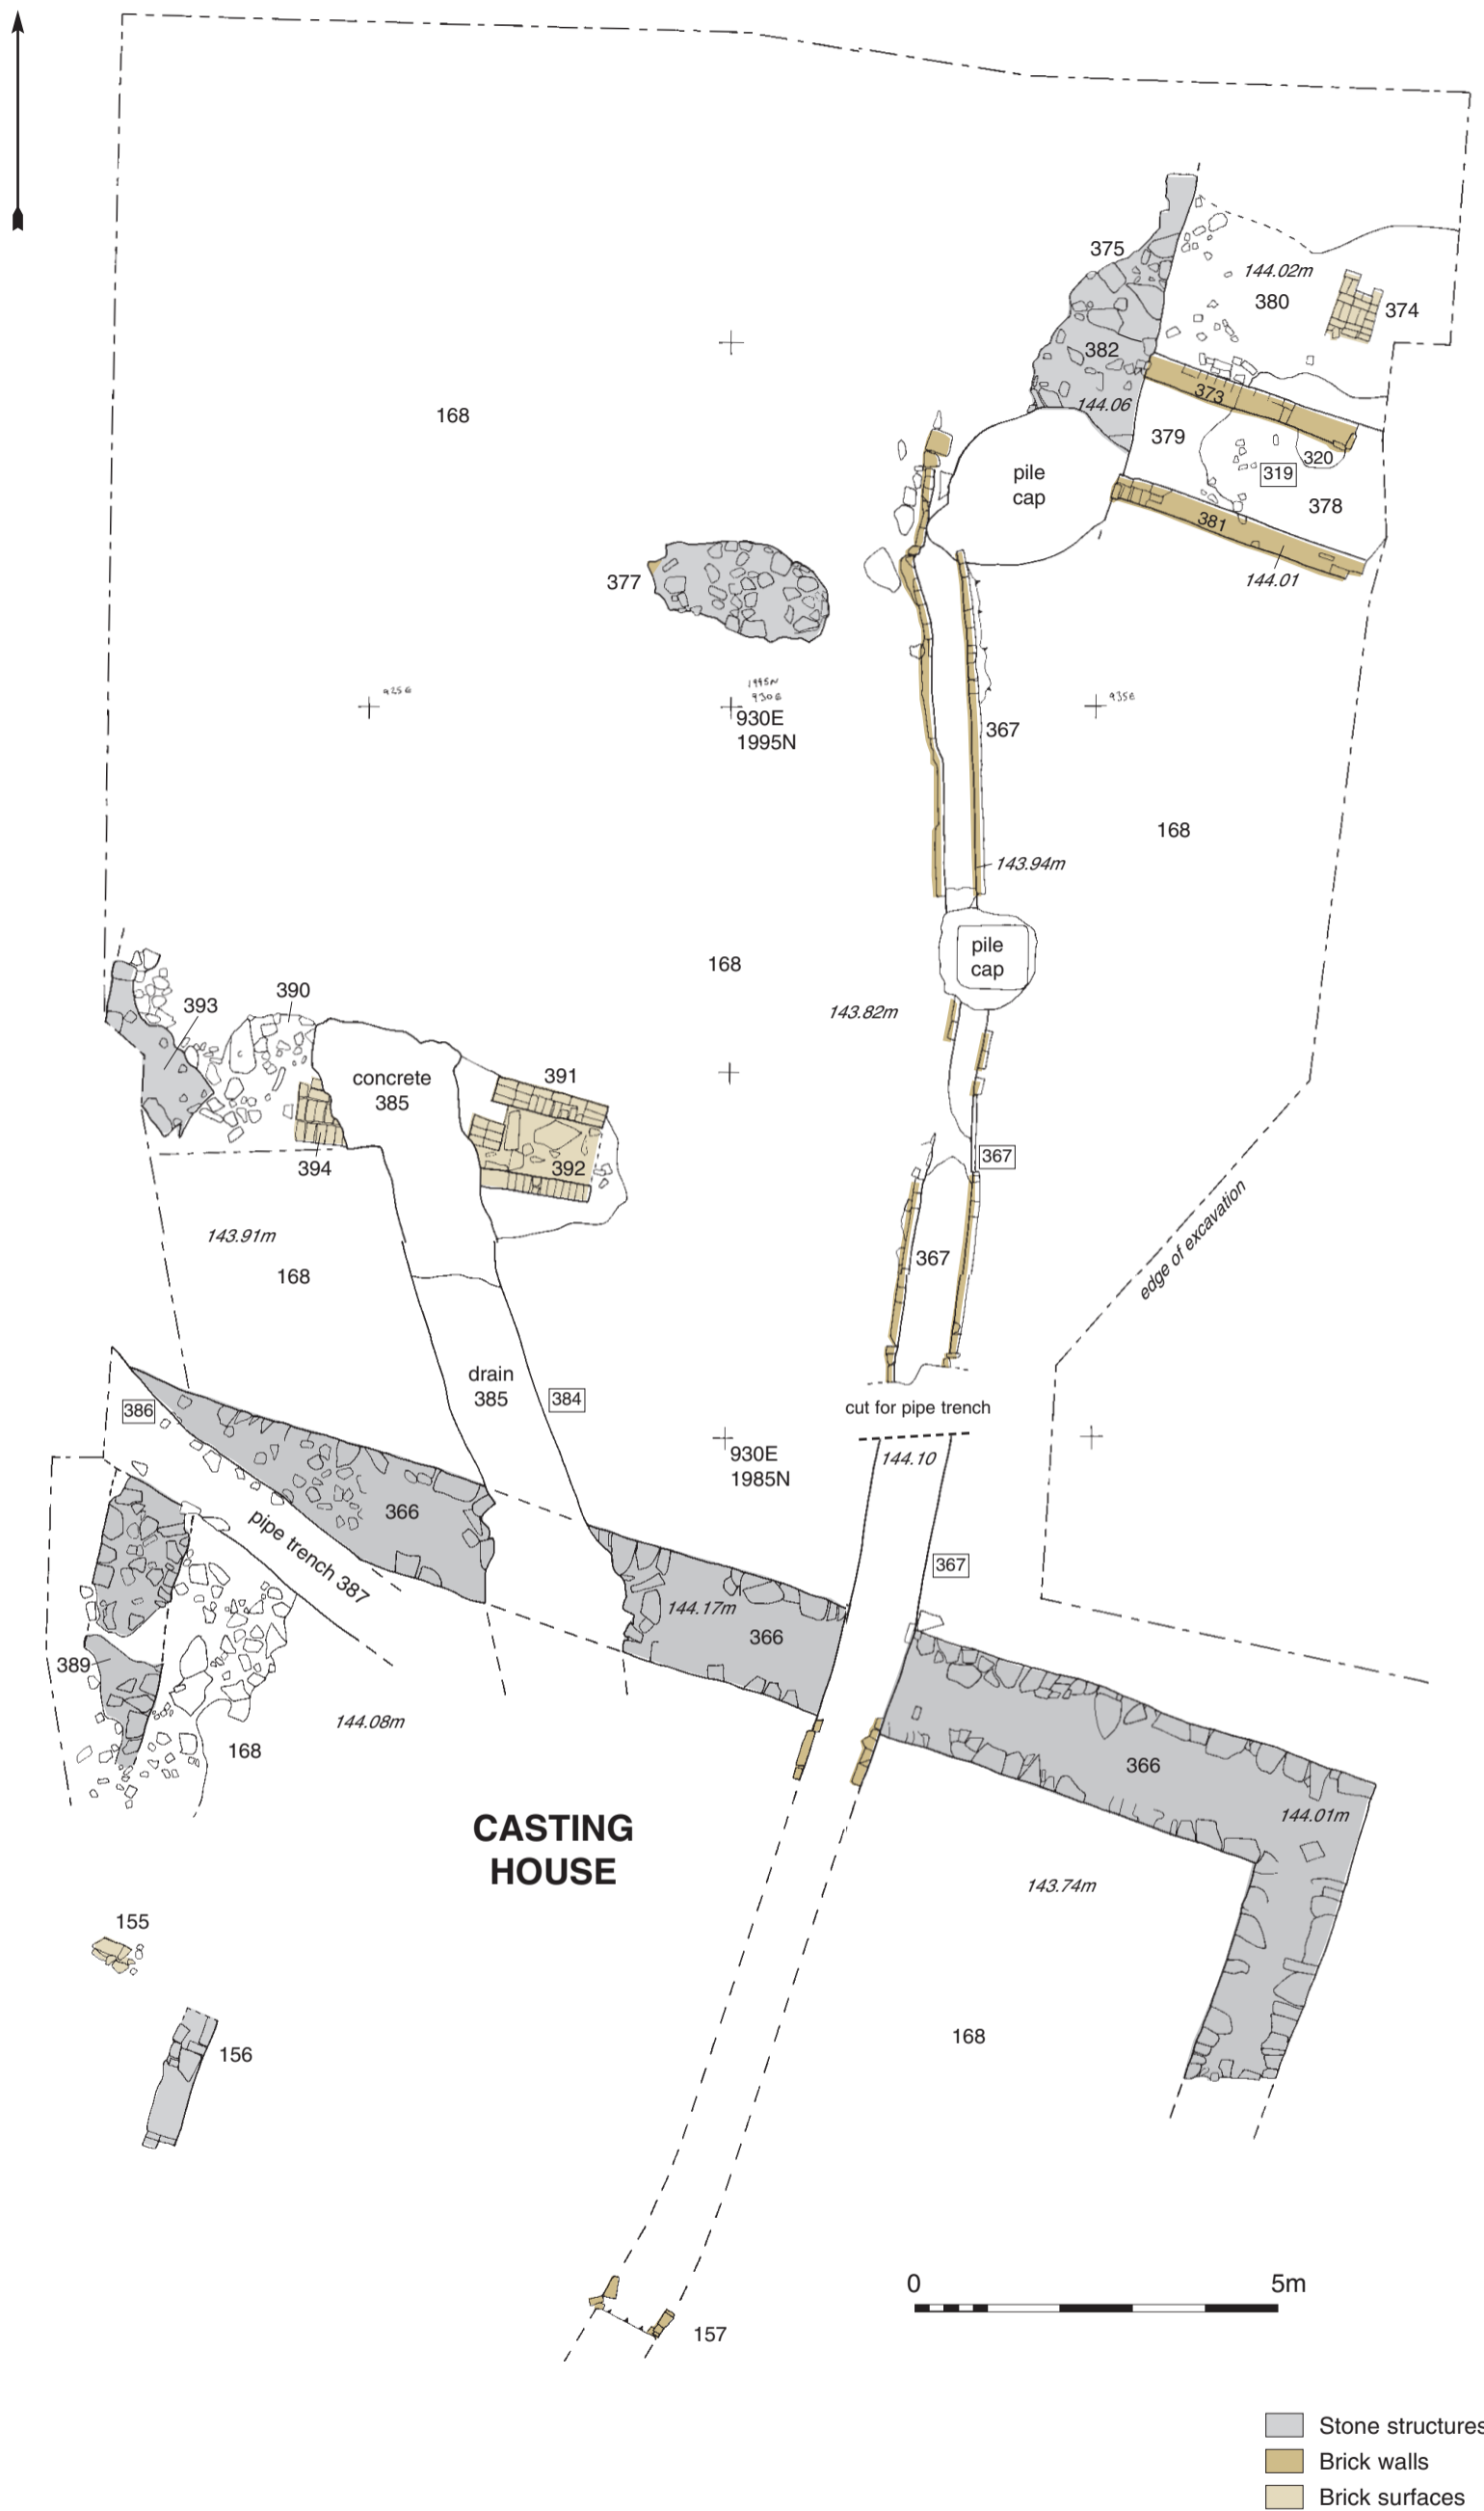 375
144.02m
380
374
382
373
144.06
168
379
320
pile
cap
319
378
381
377
144.01
925E
1995N
930E
935E
930E
1995N
367
168
143.94m
pile
cap
168
143.82m
390
393
concrete
385
391
367
394
392
143.91m
168
367
edge of excavation
drain
385
384
386
cut for pipe trench
930E
1985N
144.10
366
pipe trench 387
367
144.17m
366
389
144.08m
168
366
CASTING
HOUSE
144.01m
143.74m
155
168
156
0 5m
157
Stone structures
Brick walls
Brick surfaces